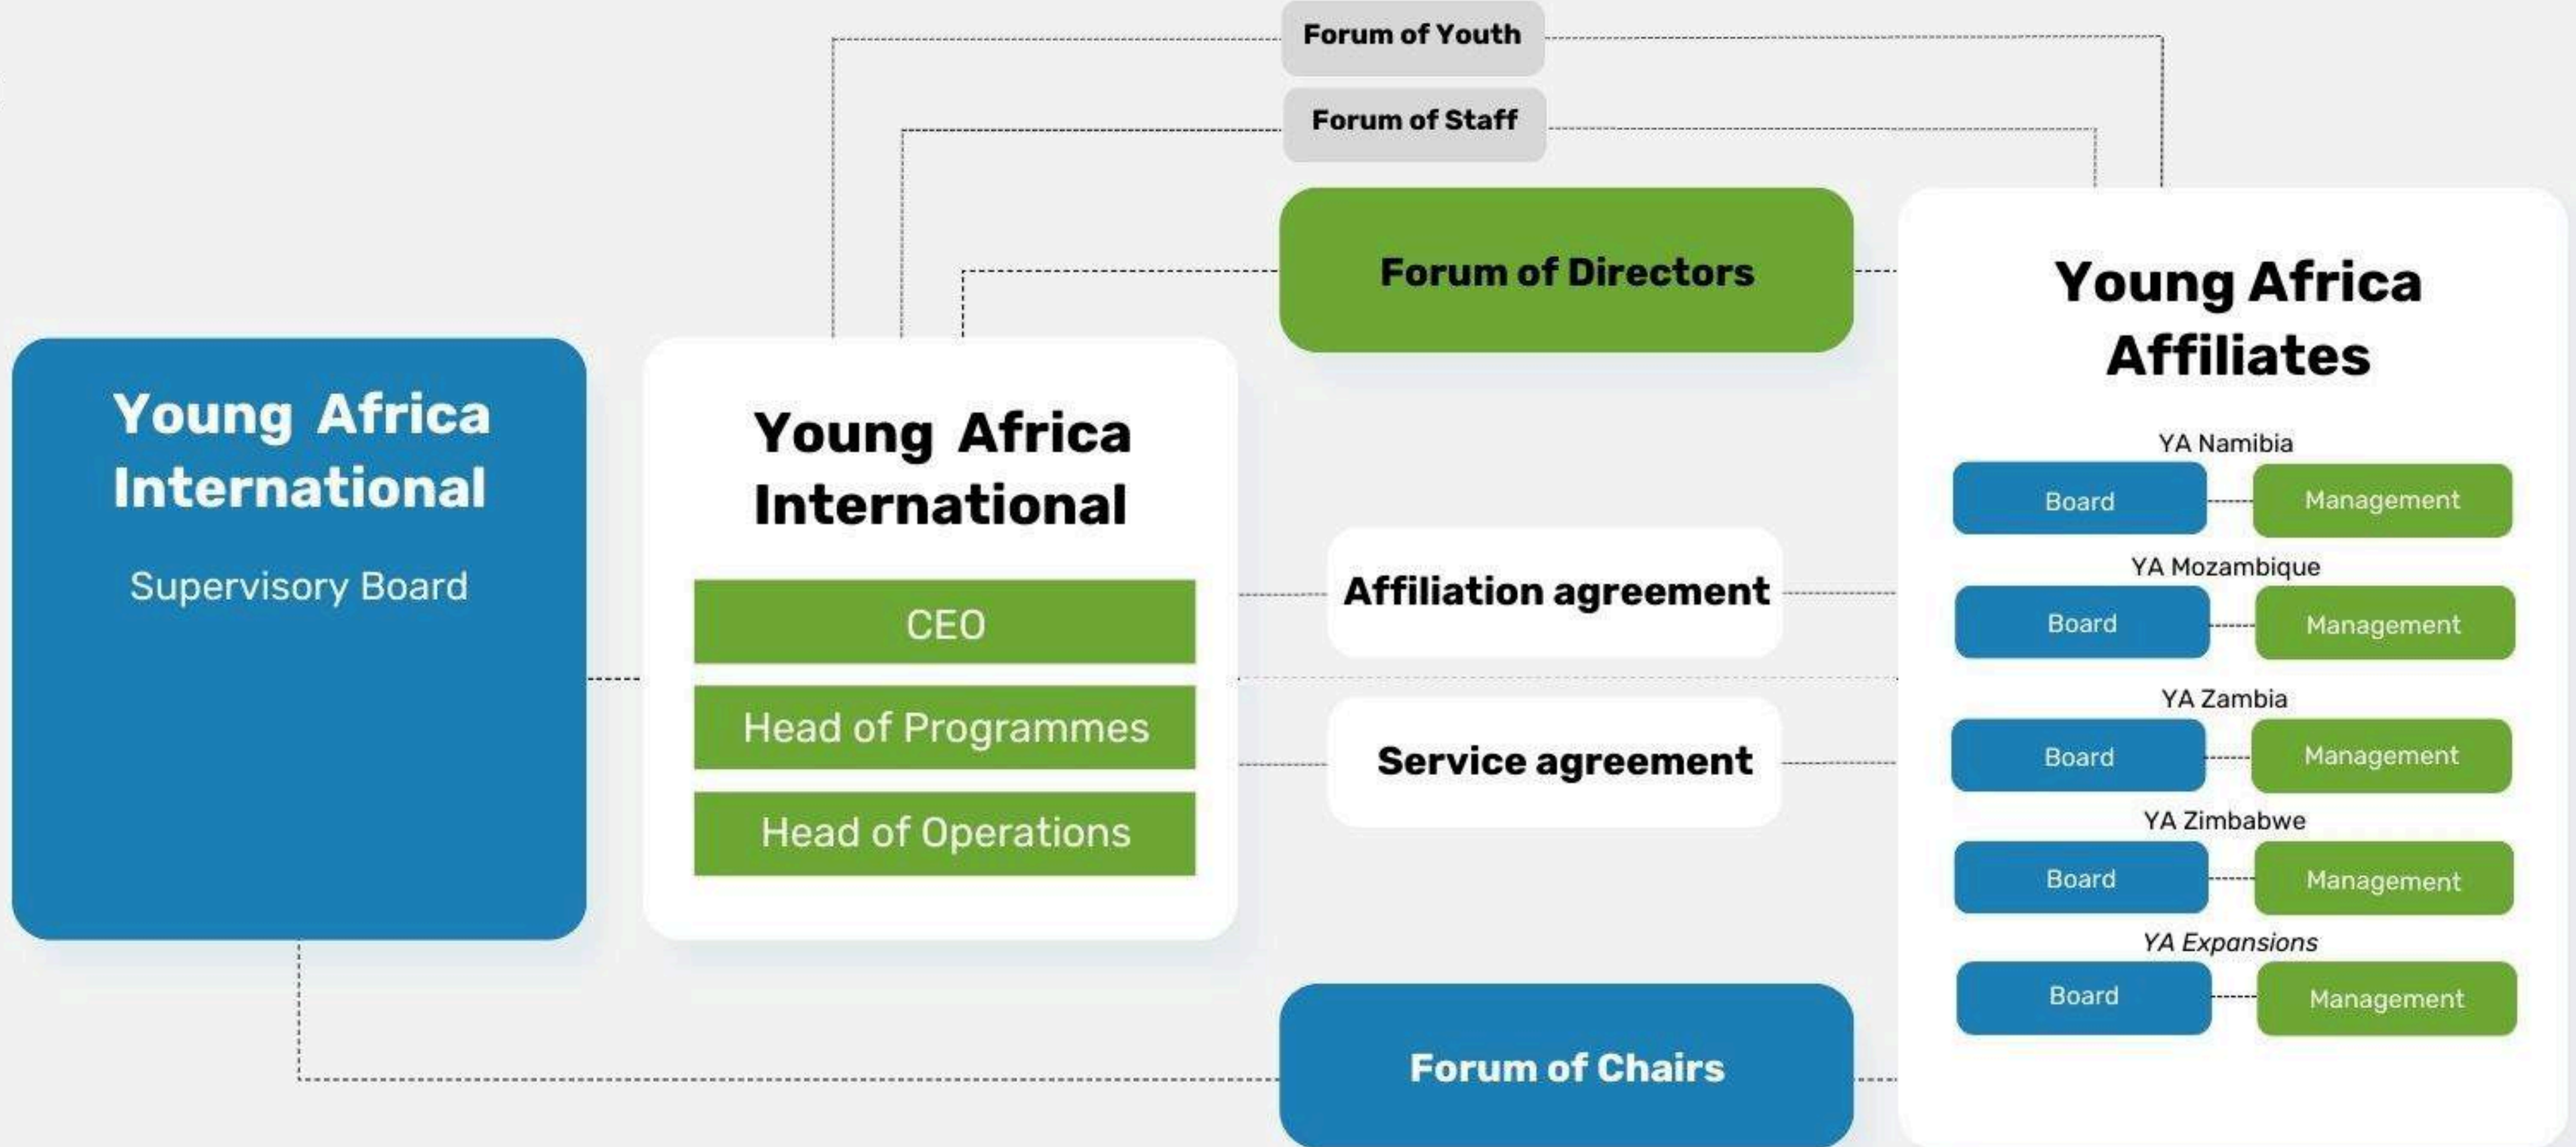 Forum of Youth
Forum of Staff
Forum of Directors
Young Africa
International
Supervisory Board
Young Africa
International
CEO
Head of Programmes
Head of Operations
Affiliation agreement
Service agreement
Forum of Chairs
Young Africa
Affiliates
YA Namibia
Board Management
YA Mozambique
Board Management
YA Zambia
Board Management
YA Zimbabwe
Board Management
YA Expansions
Board Management